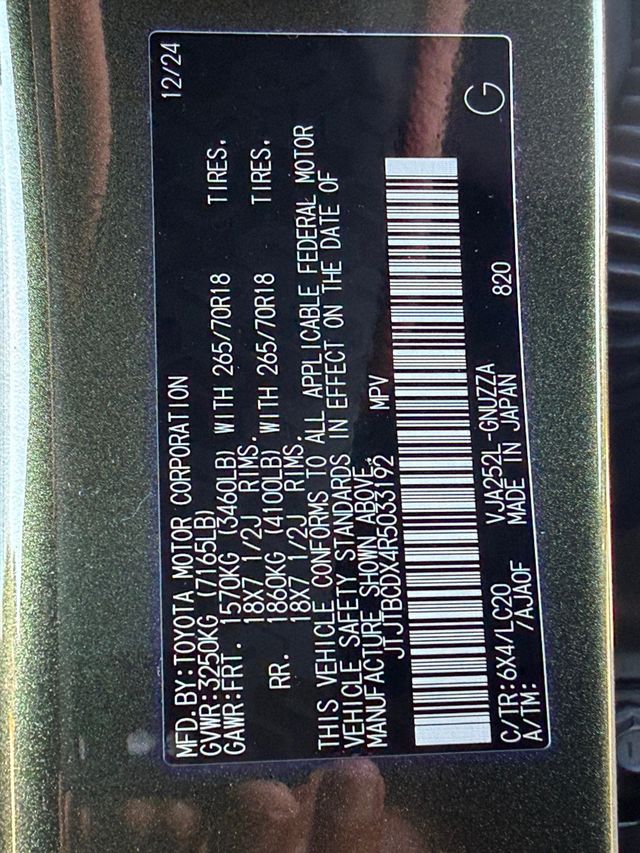 MFD.BY:TOYOTA MOTOR CORPORATION 12/24
GVWR:3250KG (7165LB)
GAWR:FRT. 1570KG (3460LB) WITH 265/70R18 TIRES,
18X7 1/2J RIMS.
RR. 1860KG (4100LB) WITH 265/70R18 TIRES,
18X7 1/2J RIMS.
THIS VEHICLE CONFORMS TO ALL APPLICABLE FEDERAL MOTOR
VEHICLE SAFETY STANDARDS IN EFFECT ON THE DATE OF
MANUFACTURE SHOWN ABOVE.
JTJTBCDX4R5033192 MPV
C/TR:6X4/LC20 VJA252L-GNUZZA 820 G
A/TM: /AJA0F MADE IN JAPAN